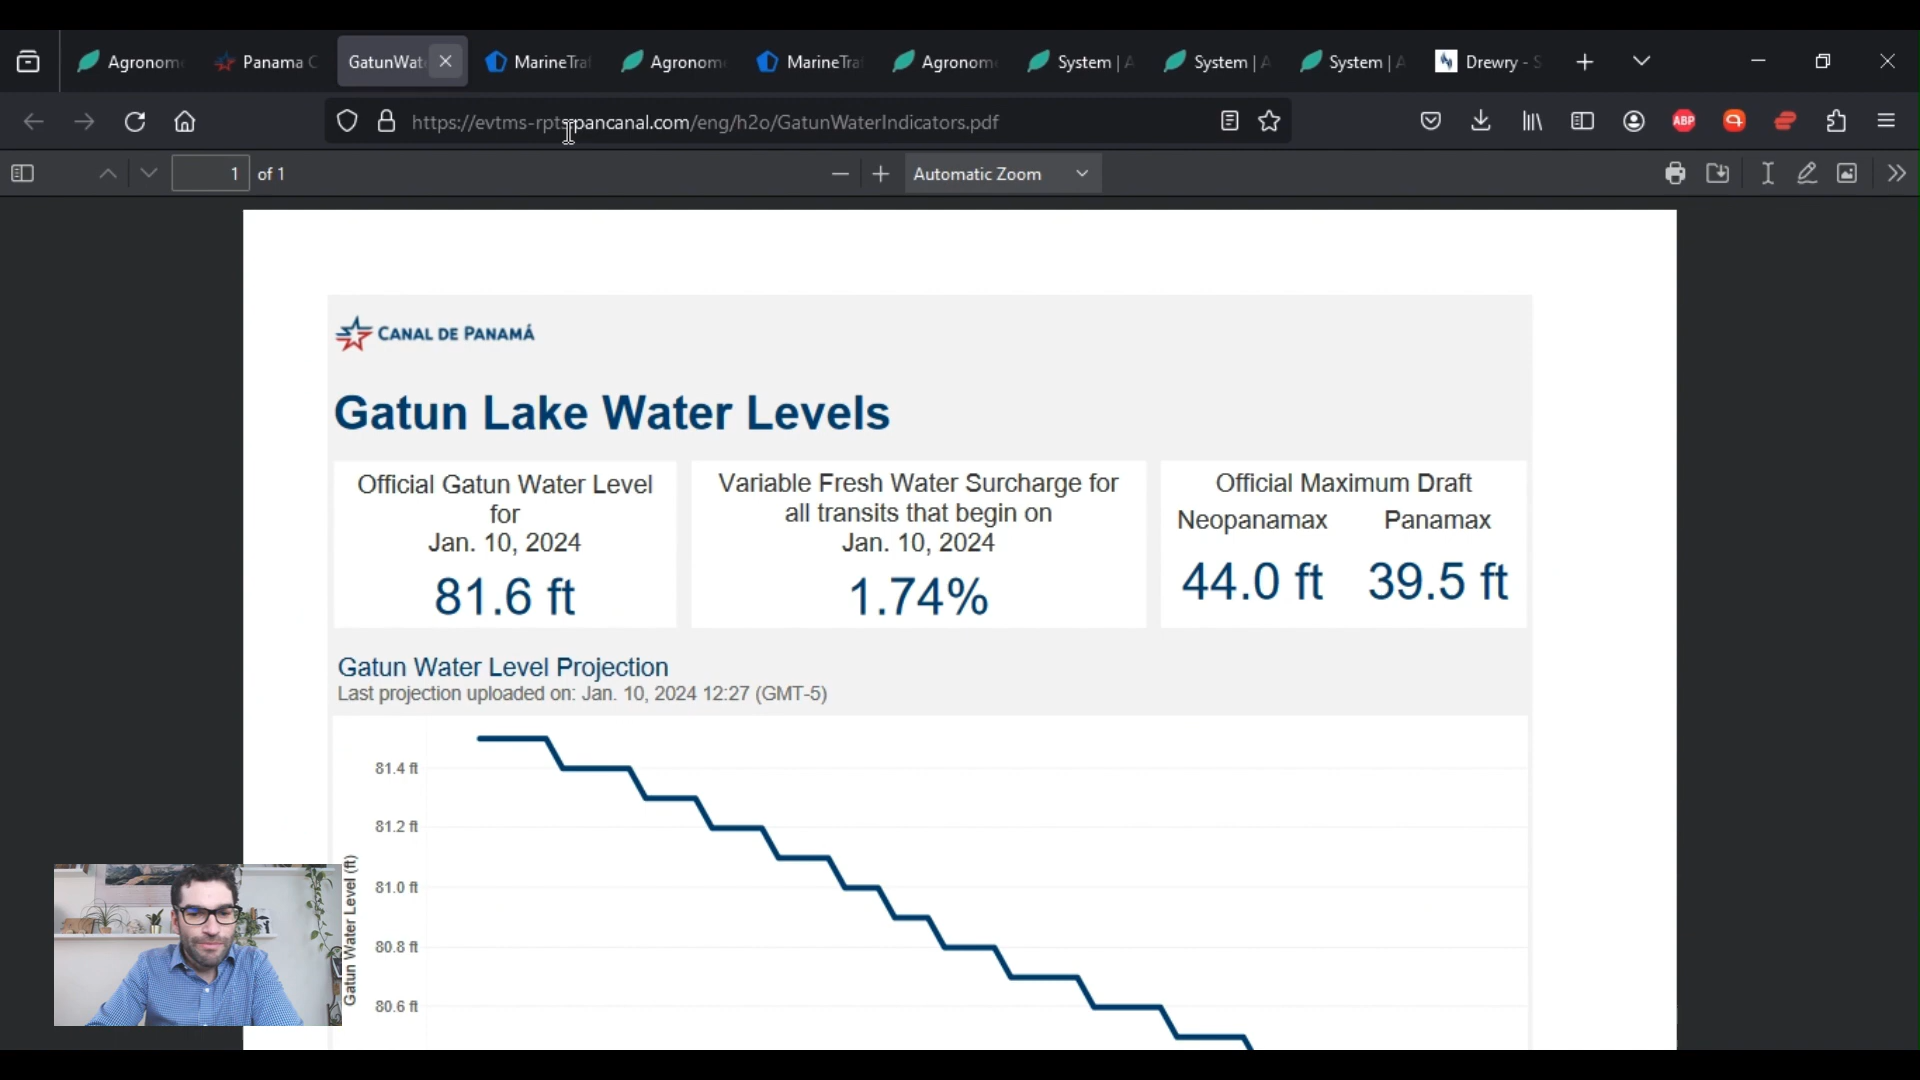 Agronom
Panama C
GatunWat
MarineTra
Agronom
MarineTra
Agronom
System | A
System | A
System | A
Drewry - S
https://evtms-rpts.pancanal.com/eng/h2o/GatunWaterIndicators.pdf
ABP
1 of 1
Automatic Zoom
CANAL DE PANAMÁ
Gatun Lake Water Levels
Official Gatun Water Level
for
Jan. 10, 2024
81.6 ft
Variable Fresh Water Surcharge for
all transits that begin on
Jan. 10, 2024
1.74%
Official Maximum Draft
Neopanamax Panamax
44.0 ft 39.5 ft
Gatun Water Level Projection
Last projection uploaded on: Jan. 10, 2024 12:27 (GMT-5)
81.4 ft
81.2 ft
81.0 ft
80.8 ft
80.6 ft
Gatun Water Level (ft)